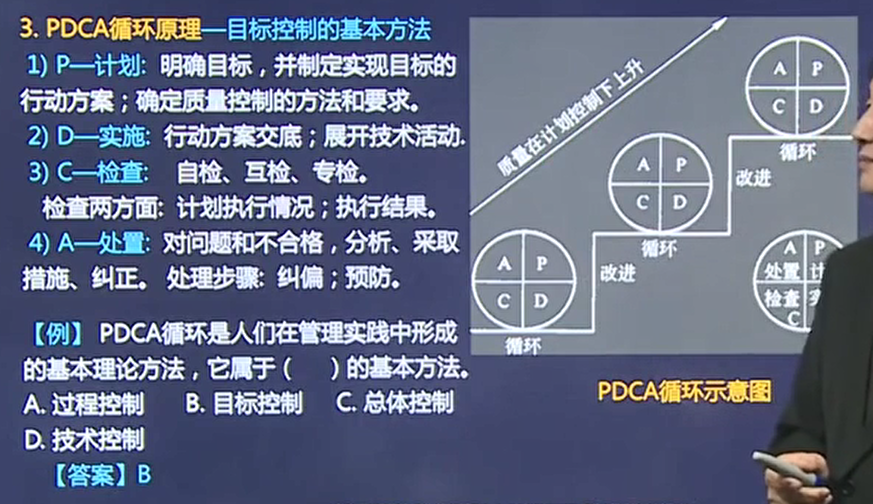 3. PDCA循环原理—目标控制的基本方法
1) P—计划: 明确目标，并制定实现目标的
行动方案；确定质量控制的方法和要求。
2) D—实施: 行动方案交底；展开技术活动.
3) C—检查: 自检、互检、专检。
检查两方面: 计划执行情况；执行结果。
4) A—处置: 对问题和不合格，分析、采取
措施、纠正。 处理步骤: 纠偏；预防。
【例】 PDCA循环是人们在管理实践中形成
的基本理论方法，它属于（ ）的基本方法。
A. 过程控制 B. 目标控制 C. 总体控制
D. 技术控制
【答案】B
质量在计划控制下上升
A P
C D
循环
改进
A P
C D
循环
改进
A P
C D
循环
A P
处置 计
检查
C
PDCA循环示意图